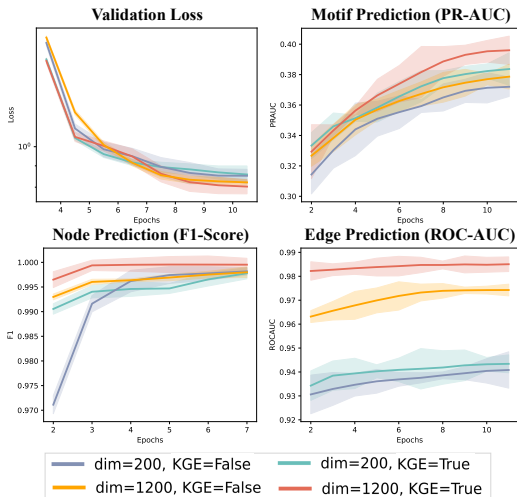 Validation Loss
Loss
10⁰
4 5 6 7 8 9 10
Epochs
Motif Prediction (PR-AUC)
PRAUC
0.40
0.38
0.36
0.34
0.32
0.30
2 4 6 8 10
Epochs
Node Prediction (F1-Score)
F1
1.000
0.995
0.990
0.985
0.980
0.975
0.970
2 3 4 5 6 7
Epochs
Edge Prediction (ROC-AUC)
ROCAUC
0.99
0.98
0.97
0.96
0.95
0.94
0.93
0.92
2 4 6 8 10
Epochs
dim=200, KGE=False
dim=200, KGE=True
dim=1200, KGE=False
dim=1200, KGE=True